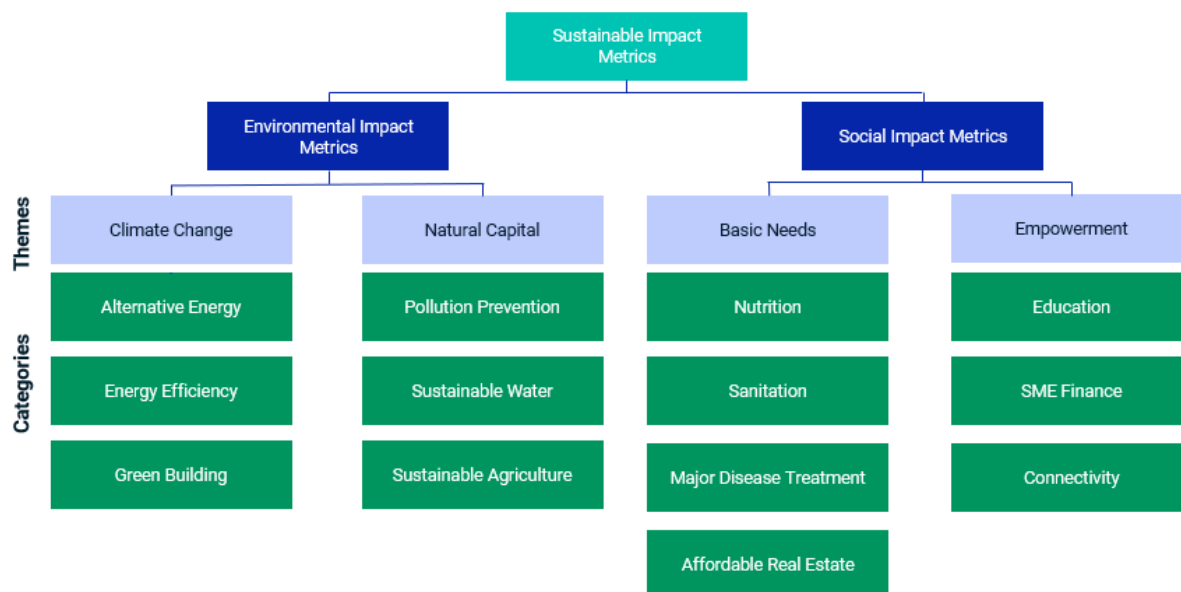 Sustainable Impact
Metrics
Environmental Impact
Metrics
Social Impact Metrics
Themes
Climate Change
Natural Capital
Basic Needs
Empowerment
Categories
Alternative Energy
Pollution Prevention
Nutrition
Education
Energy Efficiency
Sustainable Water
Sanitation
SME Finance
Green Building
Sustainable Agriculture
Major Disease Treatment
Connectivity
Affordable Real Estate